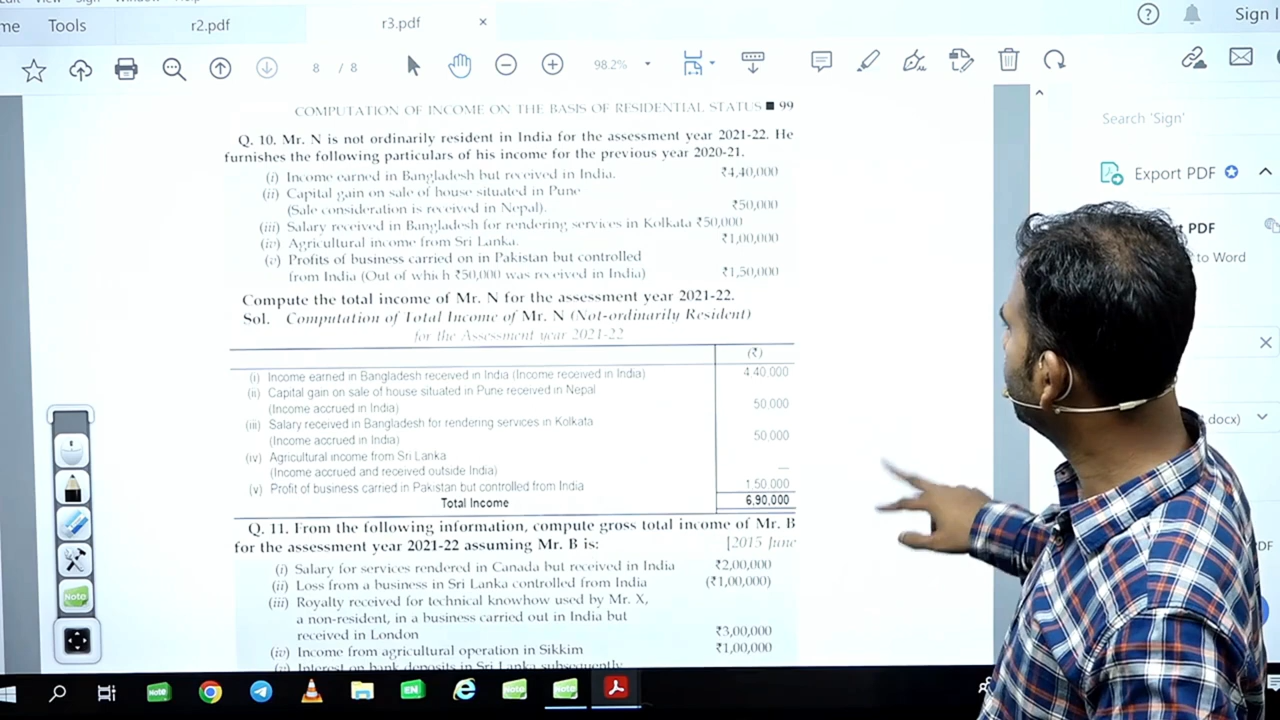 me Tools r2.pdf r3.pdf × Sign I
8 / 8 98.2%
COMPUTATION OF INCOME ON THE BASIS OF RESIDENTIAL STATUS ■ 99
Q. 10. Mr. N is not ordinarily resident in India for the assessment year 2021-22. He
furnishes the following particulars of his income for the previous year 2020-21.
(i) Income earned in Bangladesh but received in India. ₹4,40,000
(ii) Capital gain on sale of house situated in Pune
(Sale consideration is received in Nepal). ₹50,000
(iii) Salary received in Bangladesh for rendering services in Kolkata ₹50,000
(iv) Agricultural income from Sri Lanka. ₹1,00,000
(v) Profits of business carried on in Pakistan but controlled
from India (Out of which ₹50,000 was received in India) ₹1,50,000
Compute the total income of Mr. N for the assessment year 2021-22.
Sol. Computation of Total Income of Mr. N (Not-ordinarily Resident)
for the Assessment year 2021-22
(₹)
(i) Income earned in Bangladesh received in India (Income received in India) 4,40,000
(ii) Capital gain on sale of house situated in Pune received in Nepal
(Income accrued in India) 50,000
(iii) Salary received in Bangladesh for rendering services in Kolkata
(Income accrued in India) 50,000
(iv) Agricultural income from Sri Lanka
(Income accrued and received outside India) —
(v) Profit of business carried in Pakistan but controlled from India 1,50,000
Total Income 6,90,000
Q. 11. From the following information, compute gross total income of Mr. B
for the assessment year 2021-22 assuming Mr. B is: [2015 June
(i) Salary for services rendered in Canada but received in India ₹2,00,000
(ii) Loss from a business in Sri Lanka controlled from India (₹1,00,000)
(iii) Royalty received for technical knowhow used by Mr. X,
a non-resident, in a business carried out in India but
received in London ₹3,00,000
(iv) Income from agricultural operation in Sikkim ₹1,00,000
(v) Interest on bank deposits in Sri Lanka subsequently
Search 'Sign'
Export PDF
PDF
to Word
docx)
DF
Note
Note
EN
Note
Note